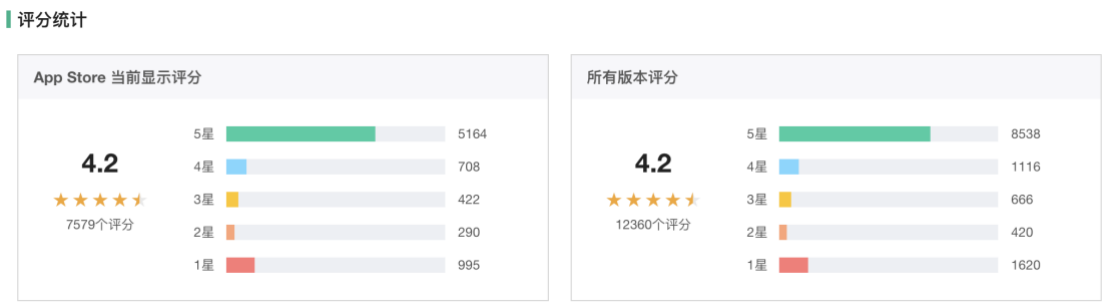 评分统计
App Store 当前显示评分
4.2
7579个评分
5星 5164
4星 708
3星 422
2星 290
1星 995
所有版本评分
4.2
12360个评分
5星 8538
4星 1116
3星 666
2星 420
1星 1620